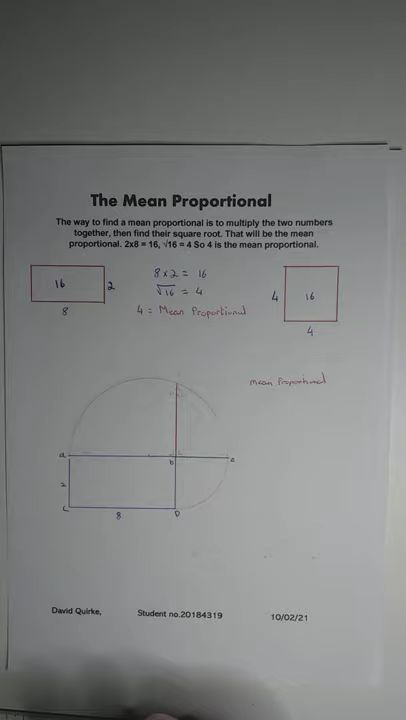 The Mean Proportional
The way to find a mean proportional is to multiply the two numbers
together, then find their square root. That will be the mean
proportional. 2x8 = 16, √16 = 4 So 4 is the mean proportional.
16
2
8
8 x 2 = 16
√16 = 4
4 = Mean Proportional
4
16
4
mean Proportional
b
2
8
D
David Quirke,
Student no.20184319
10/02/21